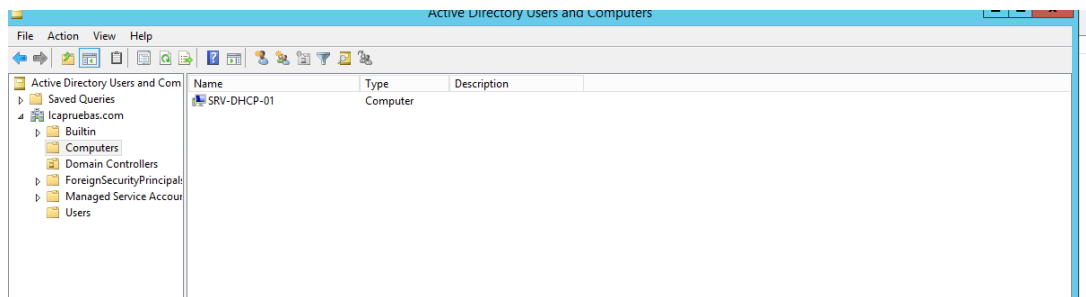 Active Directory Users and Computers
File Action View Help
Active Directory Users and Com
Saved Queries
lcapruebas.com
Builtin
Computers
Domain Controllers
ForeignSecurityPrincipals
Managed Service Accour
Users
Name Type Description
SRV-DHCP-01 Computer